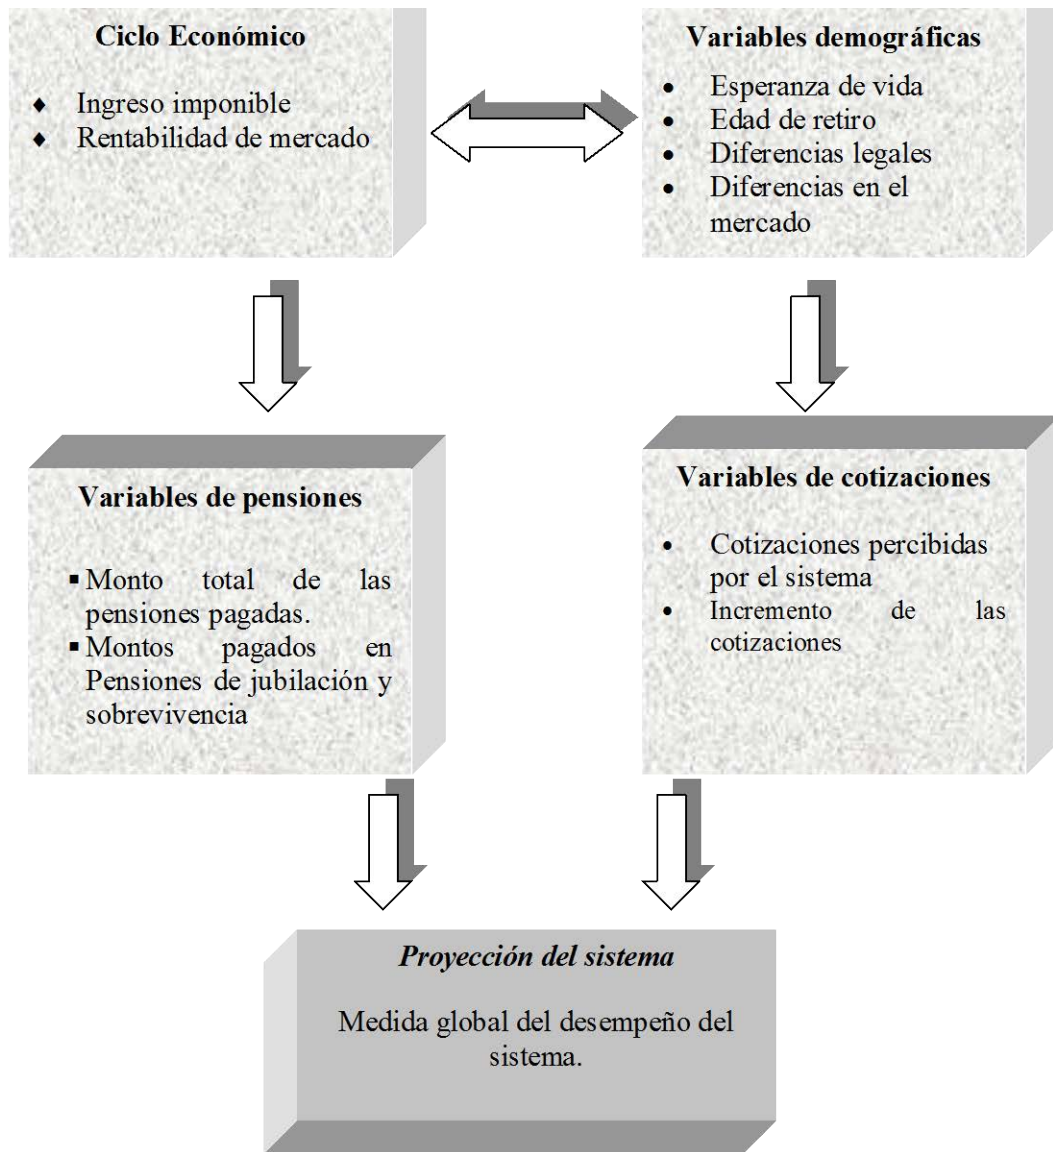 Ciclo Económico
♦ Ingreso imponible
♦ Rentabilidad de mercado
Variables demográficas
• Esperanza de vida
• Edad de retiro
• Diferencias legales
• Diferencias en el
mercado
Variables de pensiones
▪ Monto total de las
pensiones pagadas.
▪ Montos pagados en
Pensiones de jubilación y
sobrevivencia
Variables de cotizaciones
• Cotizaciones percibidas
por el sistema
• Incremento de las
cotizaciones
Proyección del sistema
Medida global del desempeño del
sistema.